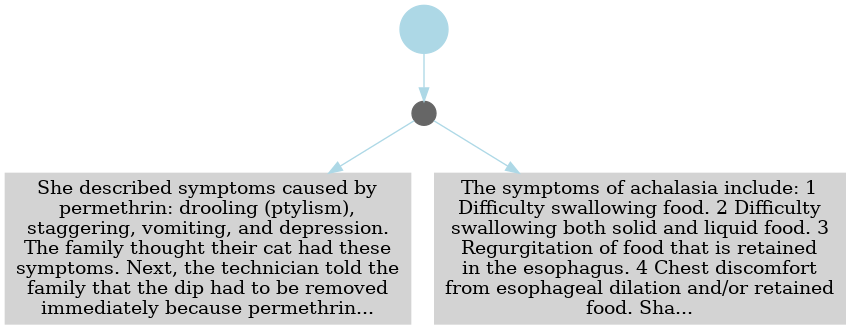 She described symptoms caused by
permethrin: drooling (ptylism),
staggering, vomiting, and depression.
The family thought their cat had these
symptoms. Next, the technician told the
family that the dip had to be removed
immediately because permethrin...
The symptoms of achalasia include: 1
Difficulty swallowing food. 2 Difficulty
swallowing both solid and liquid food. 3
Regurgitation of food that is retained
in the esophagus. 4 Chest discomfort
from esophageal dilation and/or retained
food. Sha...